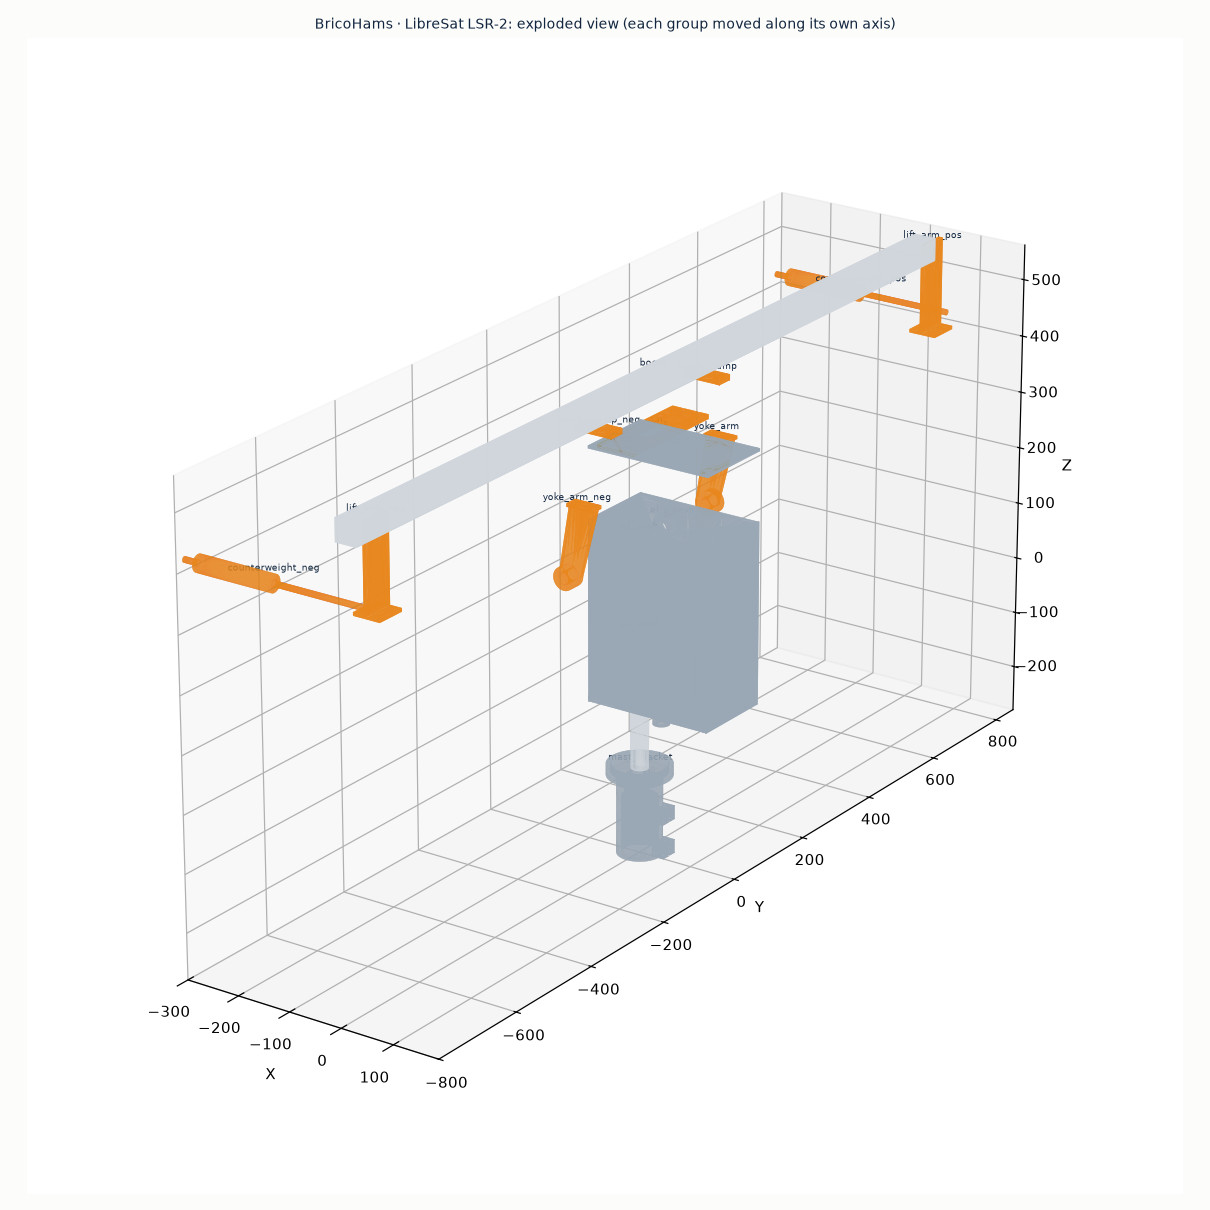 BricoHams · LibreSat LSR-2: exploded view (each group moved along its own axis)
lift_arm_pos
yoke_arm
yoke_arm_neg
counterweight_neg
500
400
300
200
100
0
−100
−200
Z
800
600
400
200
0
−200
−400
−600
−800
Y
−300
−200
−100
0
100
X